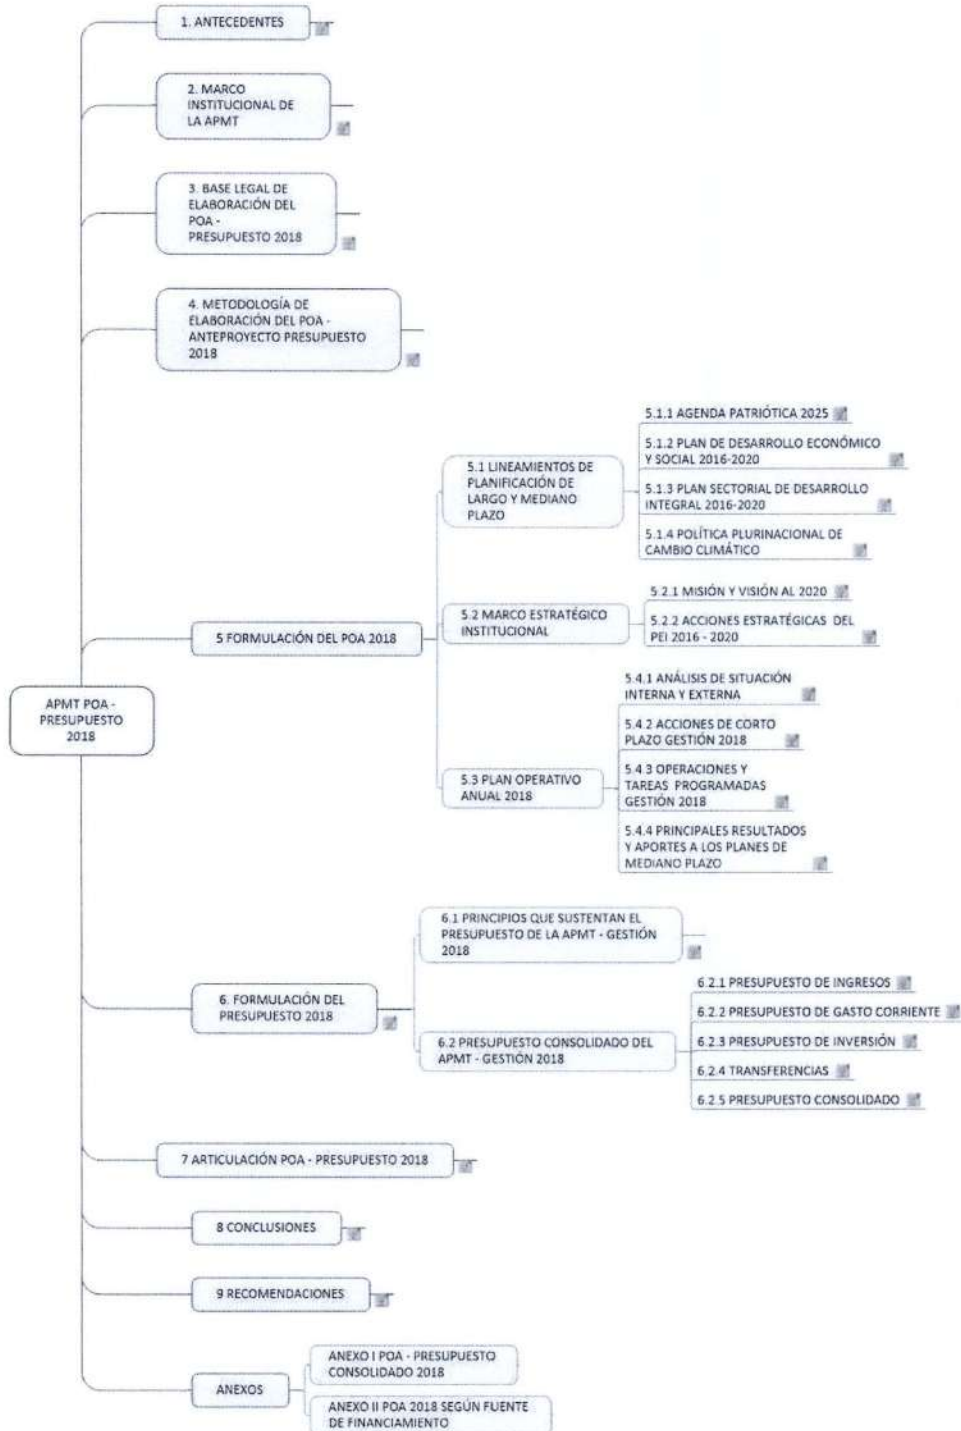 1. ANTECEDENTES
2. MARCO
INSTITUCIONAL DE
LA APMT
3. BASE LEGAL DE
ELABORACIÓN DEL
POA -
PRESUPUESTO 2018
4. METODOLOGÍA DE
ELABORACIÓN DEL POA -
ANTEPROYECTO PRESUPUESTO
2018
APMT POA -
PRESUPUESTO
2018
5 FORMULACIÓN DEL POA 2018
5.1 LINEAMIENTOS DE
PLANIFICACIÓN DE
LARGO Y MEDIANO
PLAZO
5.1.1 AGENDA PATRIÓTICA 2025
5.1.2 PLAN DE DESARROLLO ECONÓMICO
Y SOCIAL 2016-2020
5.1.3 PLAN SECTORIAL DE DESARROLLO
INTEGRAL 2016-2020
5.1.4 POLÍTICA PLURINACIONAL DE
CAMBIO CLIMÁTICO
5.2 MARCO ESTRATÉGICO
INSTITUCIONAL
5.2.1 MISIÓN Y VISIÓN AL 2020
5.2.2 ACCIONES ESTRATÉGICAS DEL
PEI 2016 - 2020
5.3 PLAN OPERATIVO
ANUAL 2018
5.4.1 ANÁLISIS DE SITUACIÓN
INTERNA Y EXTERNA
5.4.2 ACCIONES DE CORTO
PLAZO GESTIÓN 2018
5.4.3 OPERACIONES Y
TAREAS PROGRAMADAS
GESTIÓN 2018
5.4.4 PRINCIPALES RESULTADOS
Y APORTES A LOS PLANES DE
MEDIANO PLAZO
6. FORMULACIÓN DEL
PRESUPUESTO 2018
6.1 PRINCIPIOS QUE SUSTENTAN EL
PRESUPUESTO DE LA APMT - GESTIÓN
2018
6.2 PRESUPUESTO CONSOLIDADO DEL
APMT - GESTIÓN 2018
6.2.1 PRESUPUESTO DE INGRESOS
6.2.2 PRESUPUESTO DE GASTO CORRIENTE
6.2.3 PRESUPUESTO DE INVERSIÓN
6.2.4 TRANSFERENCIAS
6.2.5 PRESUPUESTO CONSOLIDADO
7 ARTICULACIÓN POA - PRESUPUESTO 2018
8 CONCLUSIONES
9 RECOMENDACIONES
ANEXOS
ANEXO I POA - PRESUPUESTO
CONSOLIDADO 2018
ANEXO II POA 2018 SEGÚN FUENTE
DE FINANCIAMIENTO